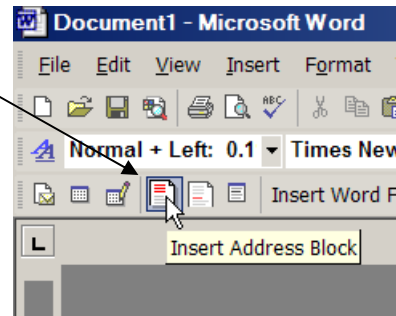 Document1 - Microsoft Word
File Edit View Insert Format
Normal + Left: 0.1 Times New
Insert Word F
L
Insert Address Block